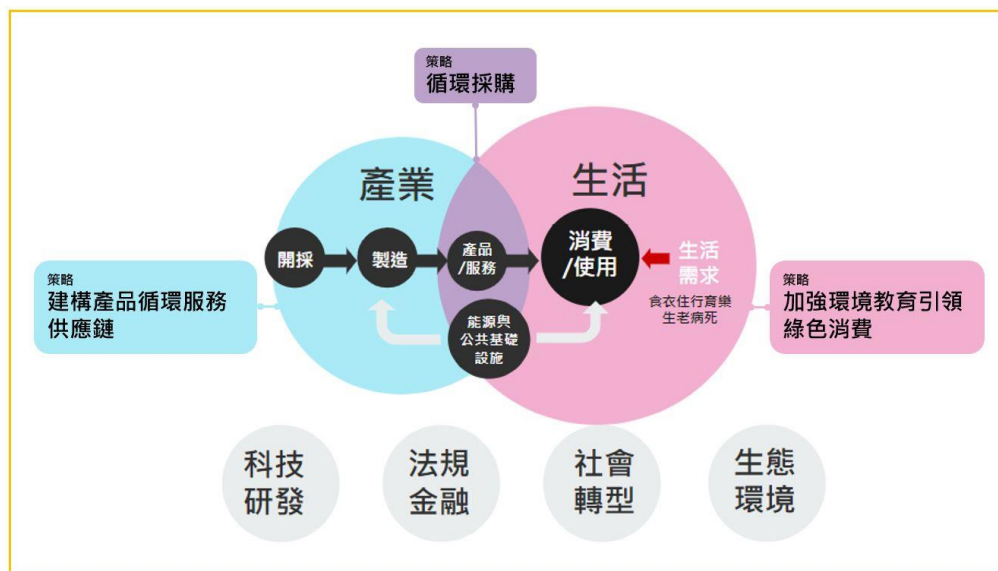 策略
循環採購
產業
生活
開採
製造
產品
/服務
消費
/使用
生活
需求
食衣住行育樂
生老病死
能源與
公共基礎
設施
策略
建構產品循環服務
供應鏈
策略
加強環境教育引領
綠色消費
科技
研發
法規
金融
社會
轉型
生態
環境